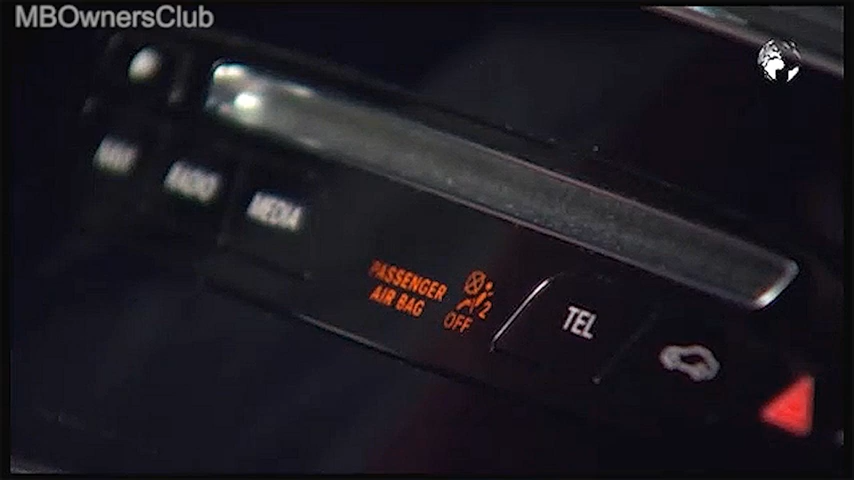 MBOwnersClub
NAVI
RADIO
MEDIA
PASSENGER
AIR BAG
2
OFF
TEL